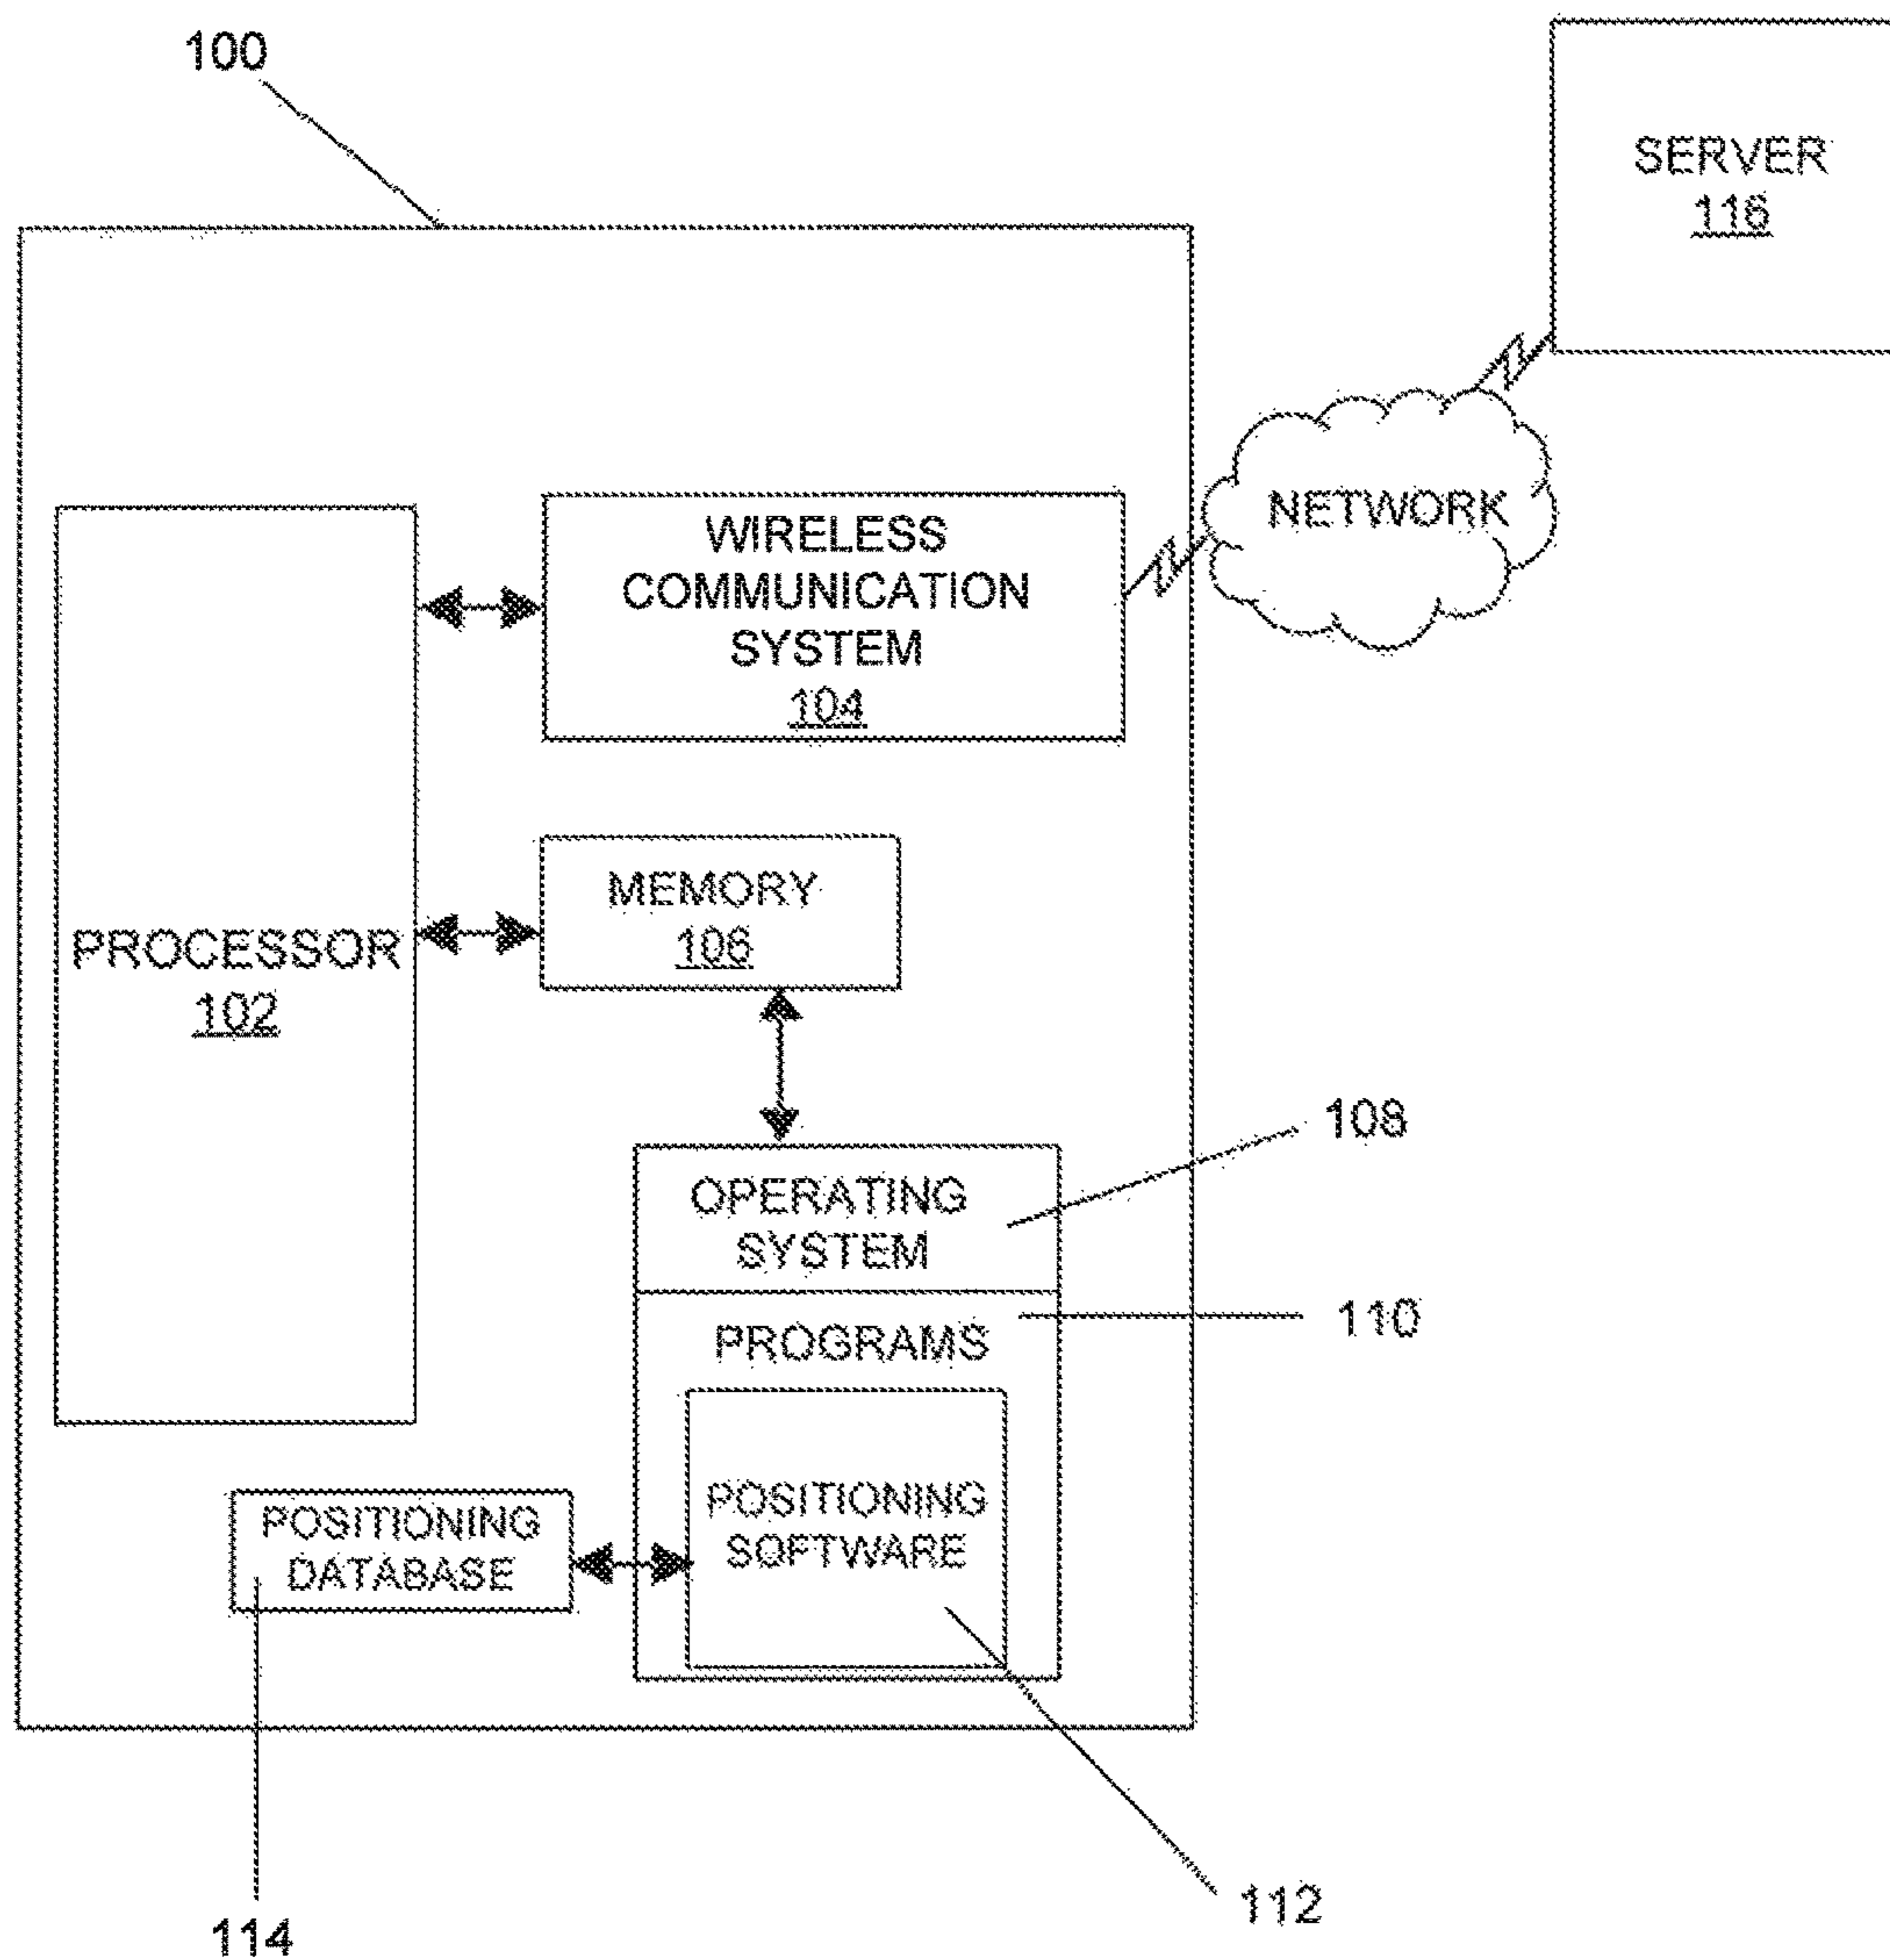 100
SERVER
116
NETWORK
WIRELESS
COMMUNICATION
SYSTEM
104
MEMORY
106
PROCESSOR
102
108
OPERATING
SYSTEM
110
PROGRAMS
POSITIONING
SOFTWARE
POSITIONING
DATABASE
112
114